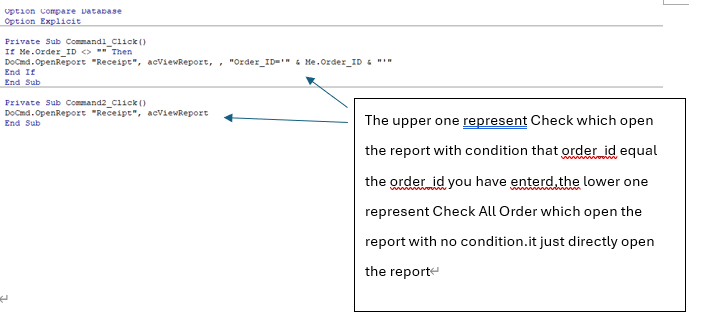 Option Compare Database
Option Explicit
Private Sub Command1_Click()
If Me.Order_ID <> "" Then
DoCmd.OpenReport "Receipt", acViewReport, , "Order_ID='" & Me.Order_ID & "'"
End If
End Sub
Private Sub Command2_Click()
DoCmd.OpenReport "Receipt", acViewReport
End Sub
The upper one represent Check which open
the report with condition that order_id equal
the order_id you have enterd,the lower one
represent Check All Order which open the
report with no condition.it just directly open
the report